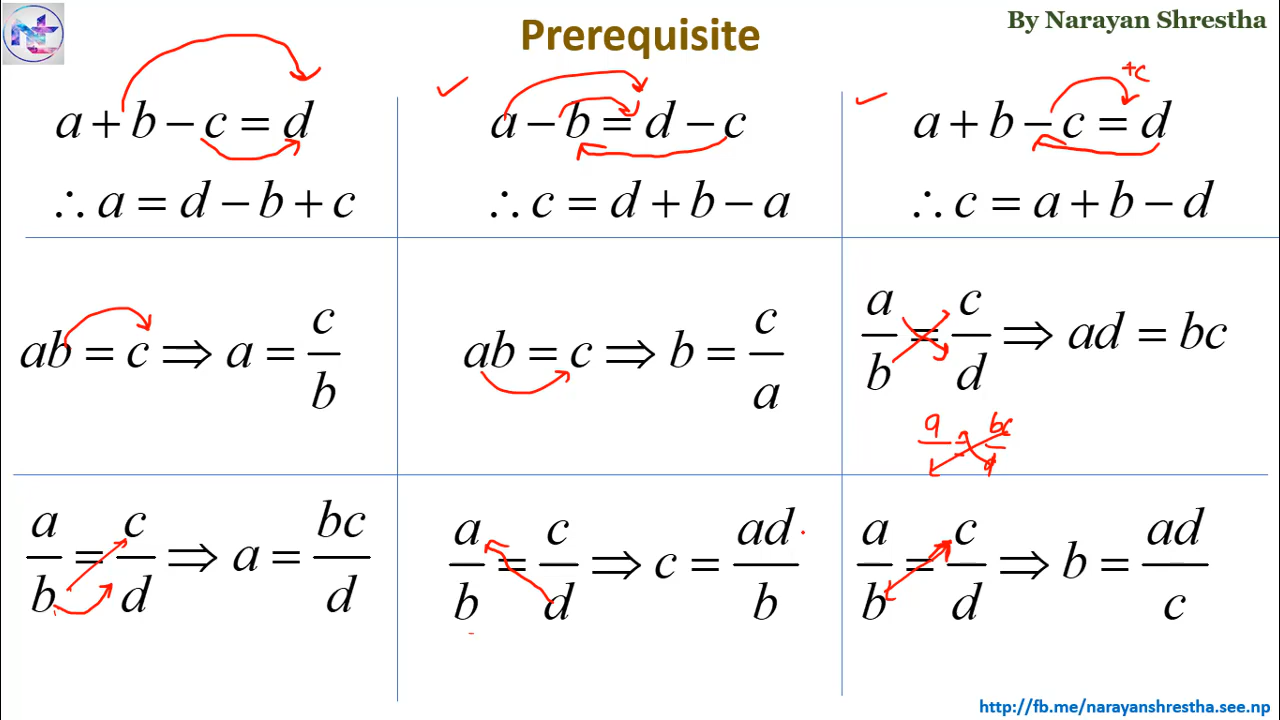 Prerequisite
By Narayan Shrestha
a + b − c = d
∴ a = d − b + c
a − b = d − c
∴ c = d + b − a
+c
a + b − c = d
∴ c = a + b − d
ab = c ⇒ a = c/b
ab = c ⇒ b = c/a
a/b = c/d ⇒ ad = bc
a/b = c/d ⇒ a = bc/d
a/b = c/d ⇒ c = ad/b
a/b = c/d ⇒ b = ad/c
http://fb.me/narayanshrestha.see.np